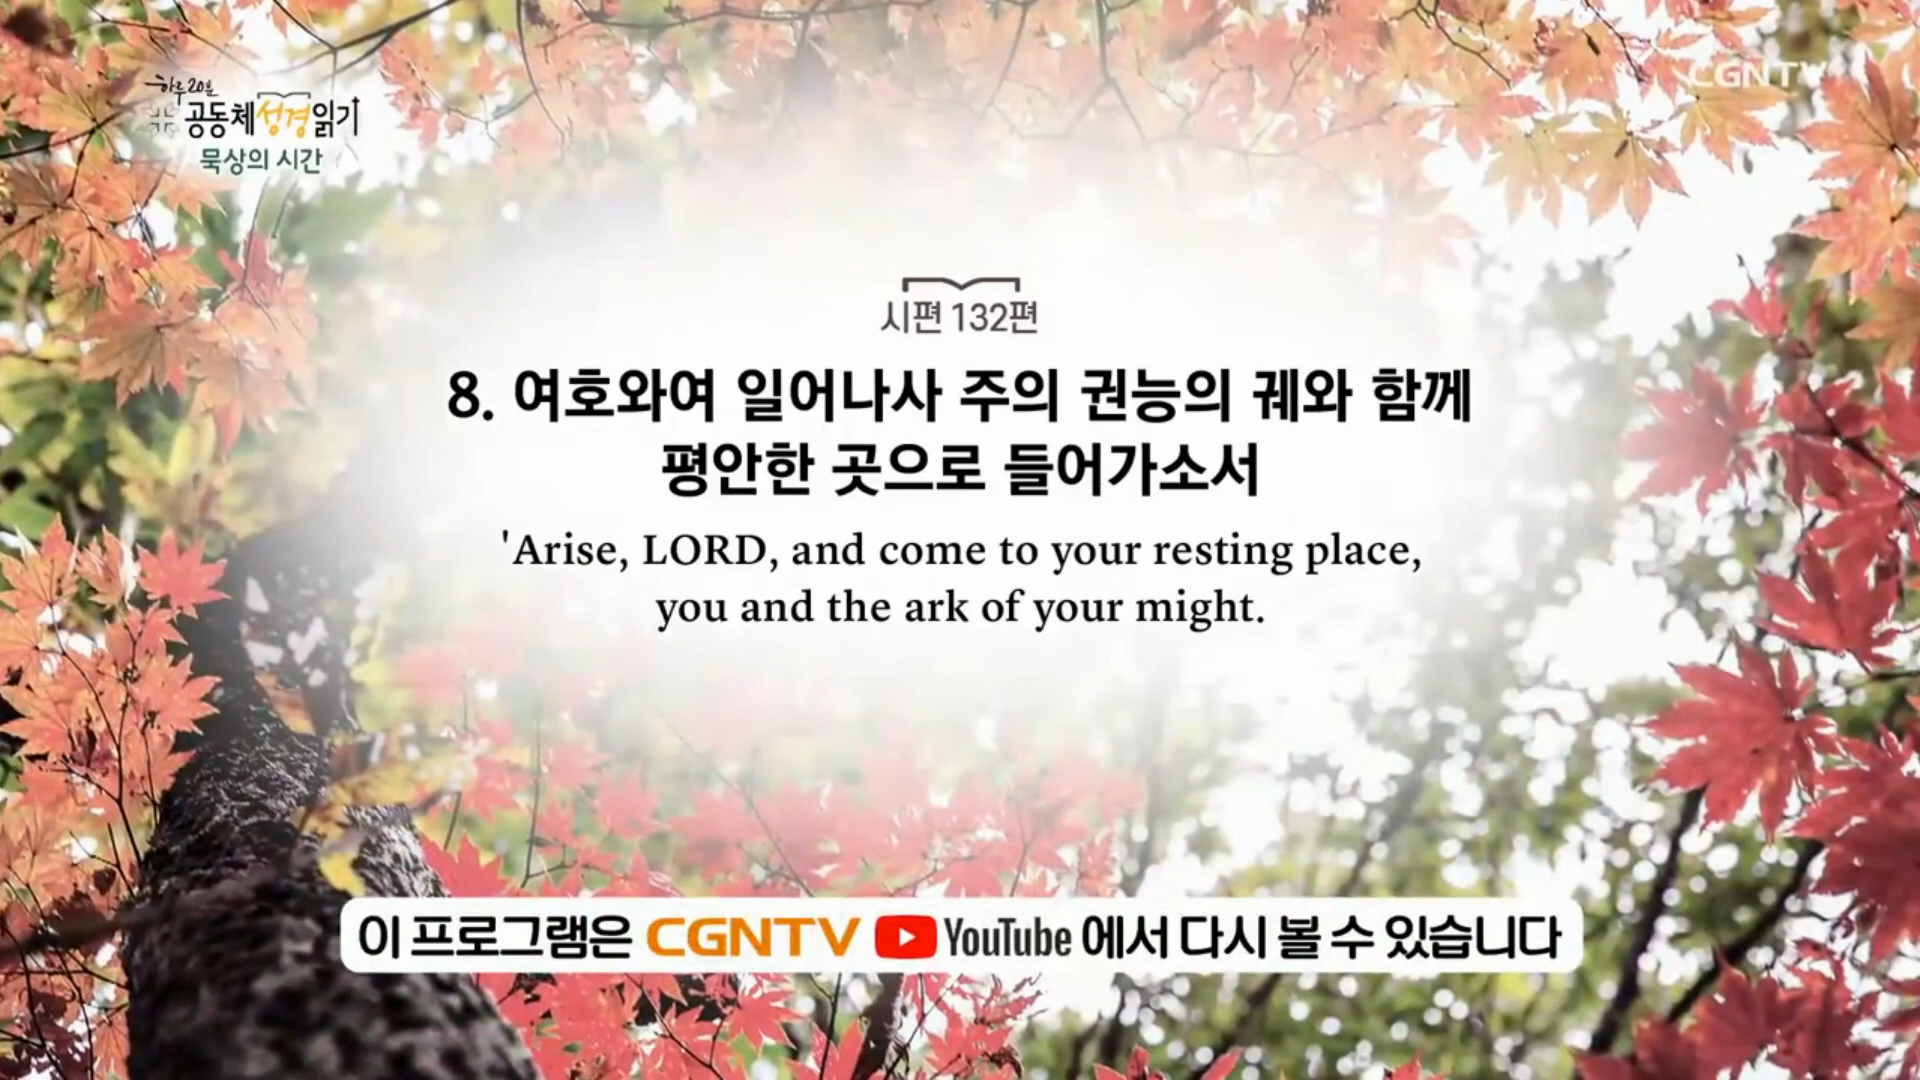 하루 20분
공동체성경읽기
묵상의 시간
CGNTV
시편 132편
8. 여호와여 일어나사 주의 권능의 궤와 함께
평안한 곳으로 들어가소서
'Arise, LORD, and come to your resting place,
you and the ark of your might.
이 프로그램은 CGNTV YouTube 에서 다시 볼 수 있습니다